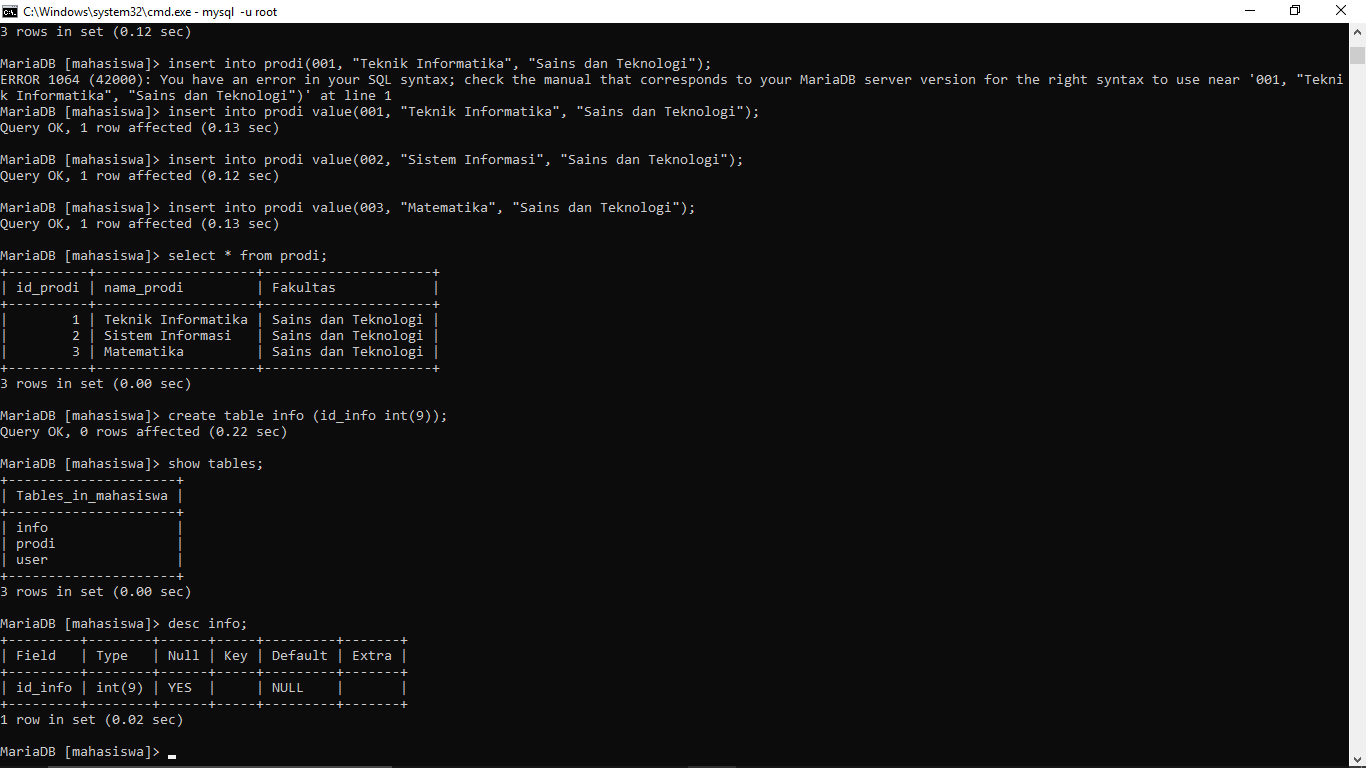 C:\Windows\system32\cmd.exe - mysql  -u root
3 rows in set (0.12 sec)
MariaDB [mahasiswa]> insert into prodi(001, "Teknik Informatika", "Sains dan Teknologi");
ERROR 1064 (42000): You have an error in your SQL syntax; check the manual that corresponds to your MariaDB server version for the right syntax to use near '001, "Tekni
k Informatika", "Sains dan Teknologi")' at line 1
MariaDB [mahasiswa]> insert into prodi value(001, "Teknik Informatika", "Sains dan Teknologi");
Query OK, 1 row affected (0.13 sec)
MariaDB [mahasiswa]> insert into prodi value(002, "Sistem Informasi", "Sains dan Teknologi");
Query OK, 1 row affected (0.12 sec)
MariaDB [mahasiswa]> insert into prodi value(003, "Matematika", "Sains dan Teknologi");
Query OK, 1 row affected (0.13 sec)
MariaDB [mahasiswa]> select * from prodi;
+----------+--------------------+---------------------+
| id_prodi | nama_prodi         | Fakultas            |
+----------+--------------------+---------------------+
|        1 | Teknik Informatika | Sains dan Teknologi |
|        2 | Sistem Informasi   | Sains dan Teknologi |
|        3 | Matematika         | Sains dan Teknologi |
+----------+--------------------+---------------------+
3 rows in set (0.00 sec)
MariaDB [mahasiswa]> create table info (id_info int(9));
Query OK, 0 rows affected (0.22 sec)
MariaDB [mahasiswa]> show tables;
+---------------------+
| Tables_in_mahasiswa |
+---------------------+
| info                |
| prodi               |
| user                |
+---------------------+
3 rows in set (0.00 sec)
MariaDB [mahasiswa]> desc info;
+---------+--------+------+-----+---------+-------+
| Field   | Type   | Null | Key | Default | Extra |
+---------+--------+------+-----+---------+-------+
| id_info | int(9) | YES  |     | NULL    |       |
+---------+--------+------+-----+---------+-------+
1 row in set (0.02 sec)
MariaDB [mahasiswa]> _